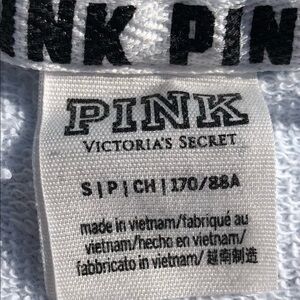 INK PIN
PINK
VICTORIA'S SECRET
S | P | CH | 170/88A
made in vietnam/fabriqué au
vietnam/hecho en vietnam/
fabbricato in vietnam/ 越南制造